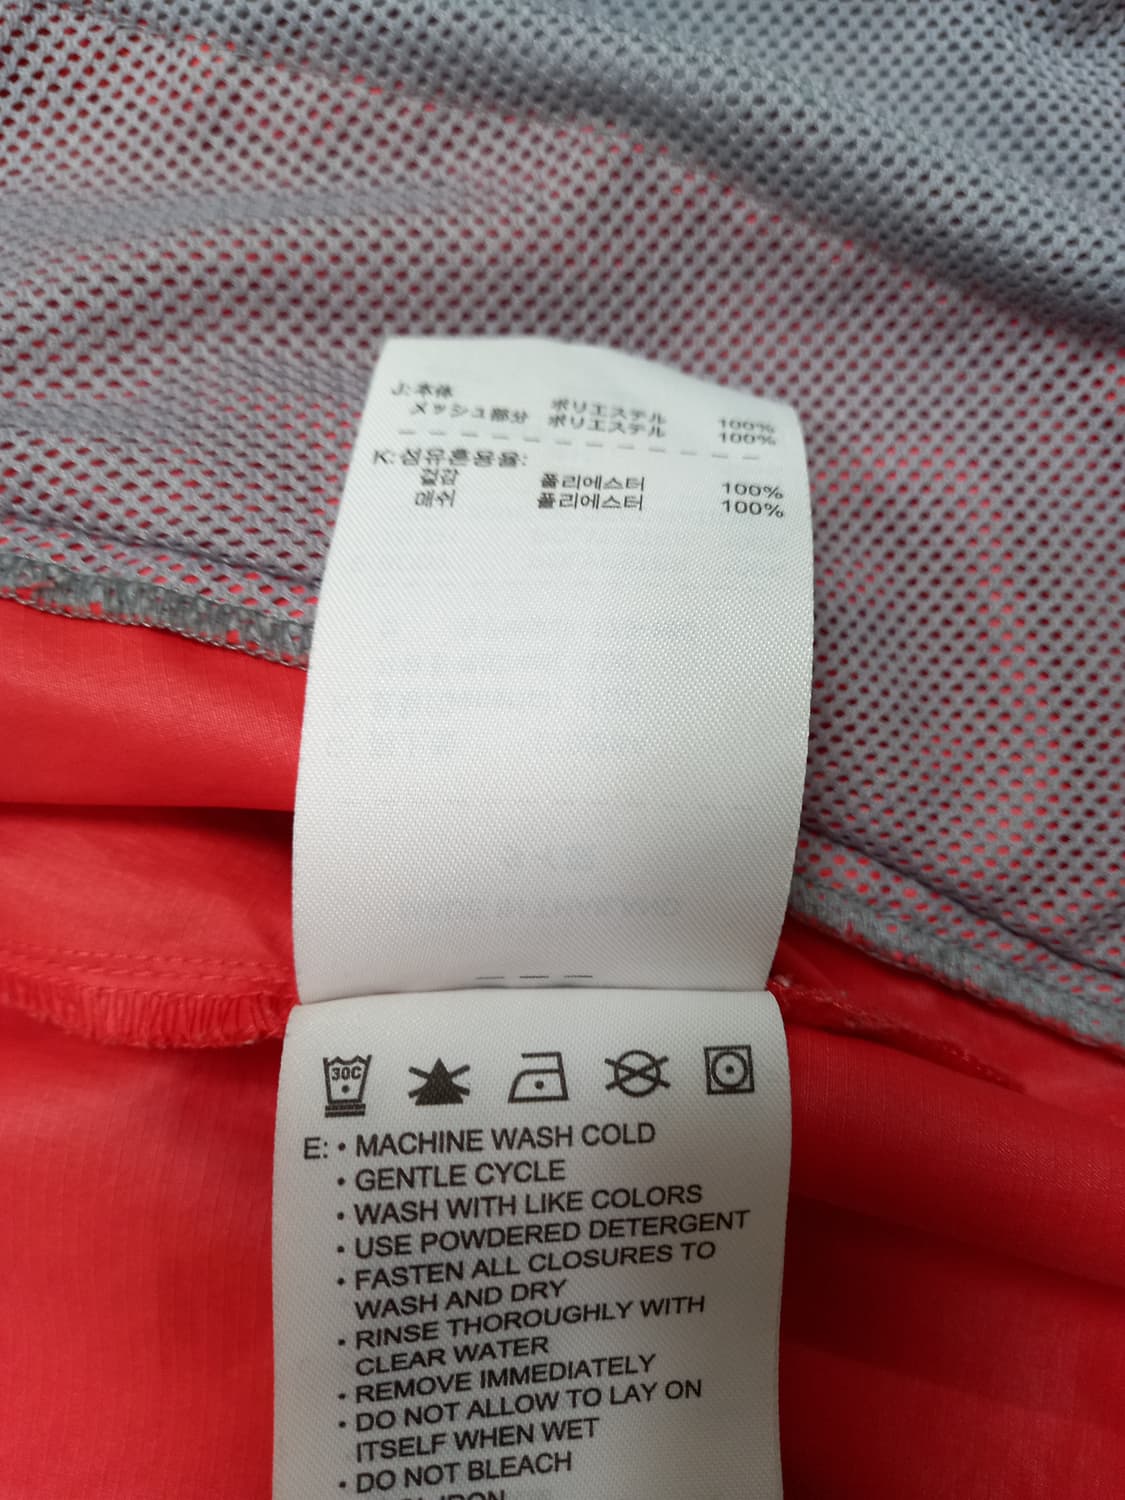 J: 本体 ポリエステル 100%
メッシュ部分 ポリエステル 100%
K: 섬유혼용율:
겉감 폴리에스터 100%
매쉬 폴리에스터 100%
30C
E: • MACHINE WASH COLD
• GENTLE CYCLE
• WASH WITH LIKE COLORS
• USE POWDERED DETERGENT
• FASTEN ALL CLOSURES TO
WASH AND DRY
• RINSE THOROUGHLY WITH
CLEAR WATER
• REMOVE IMMEDIATELY
• DO NOT ALLOW TO LAY ON
ITSELF WHEN WET
• DO NOT BLEACH
IRON